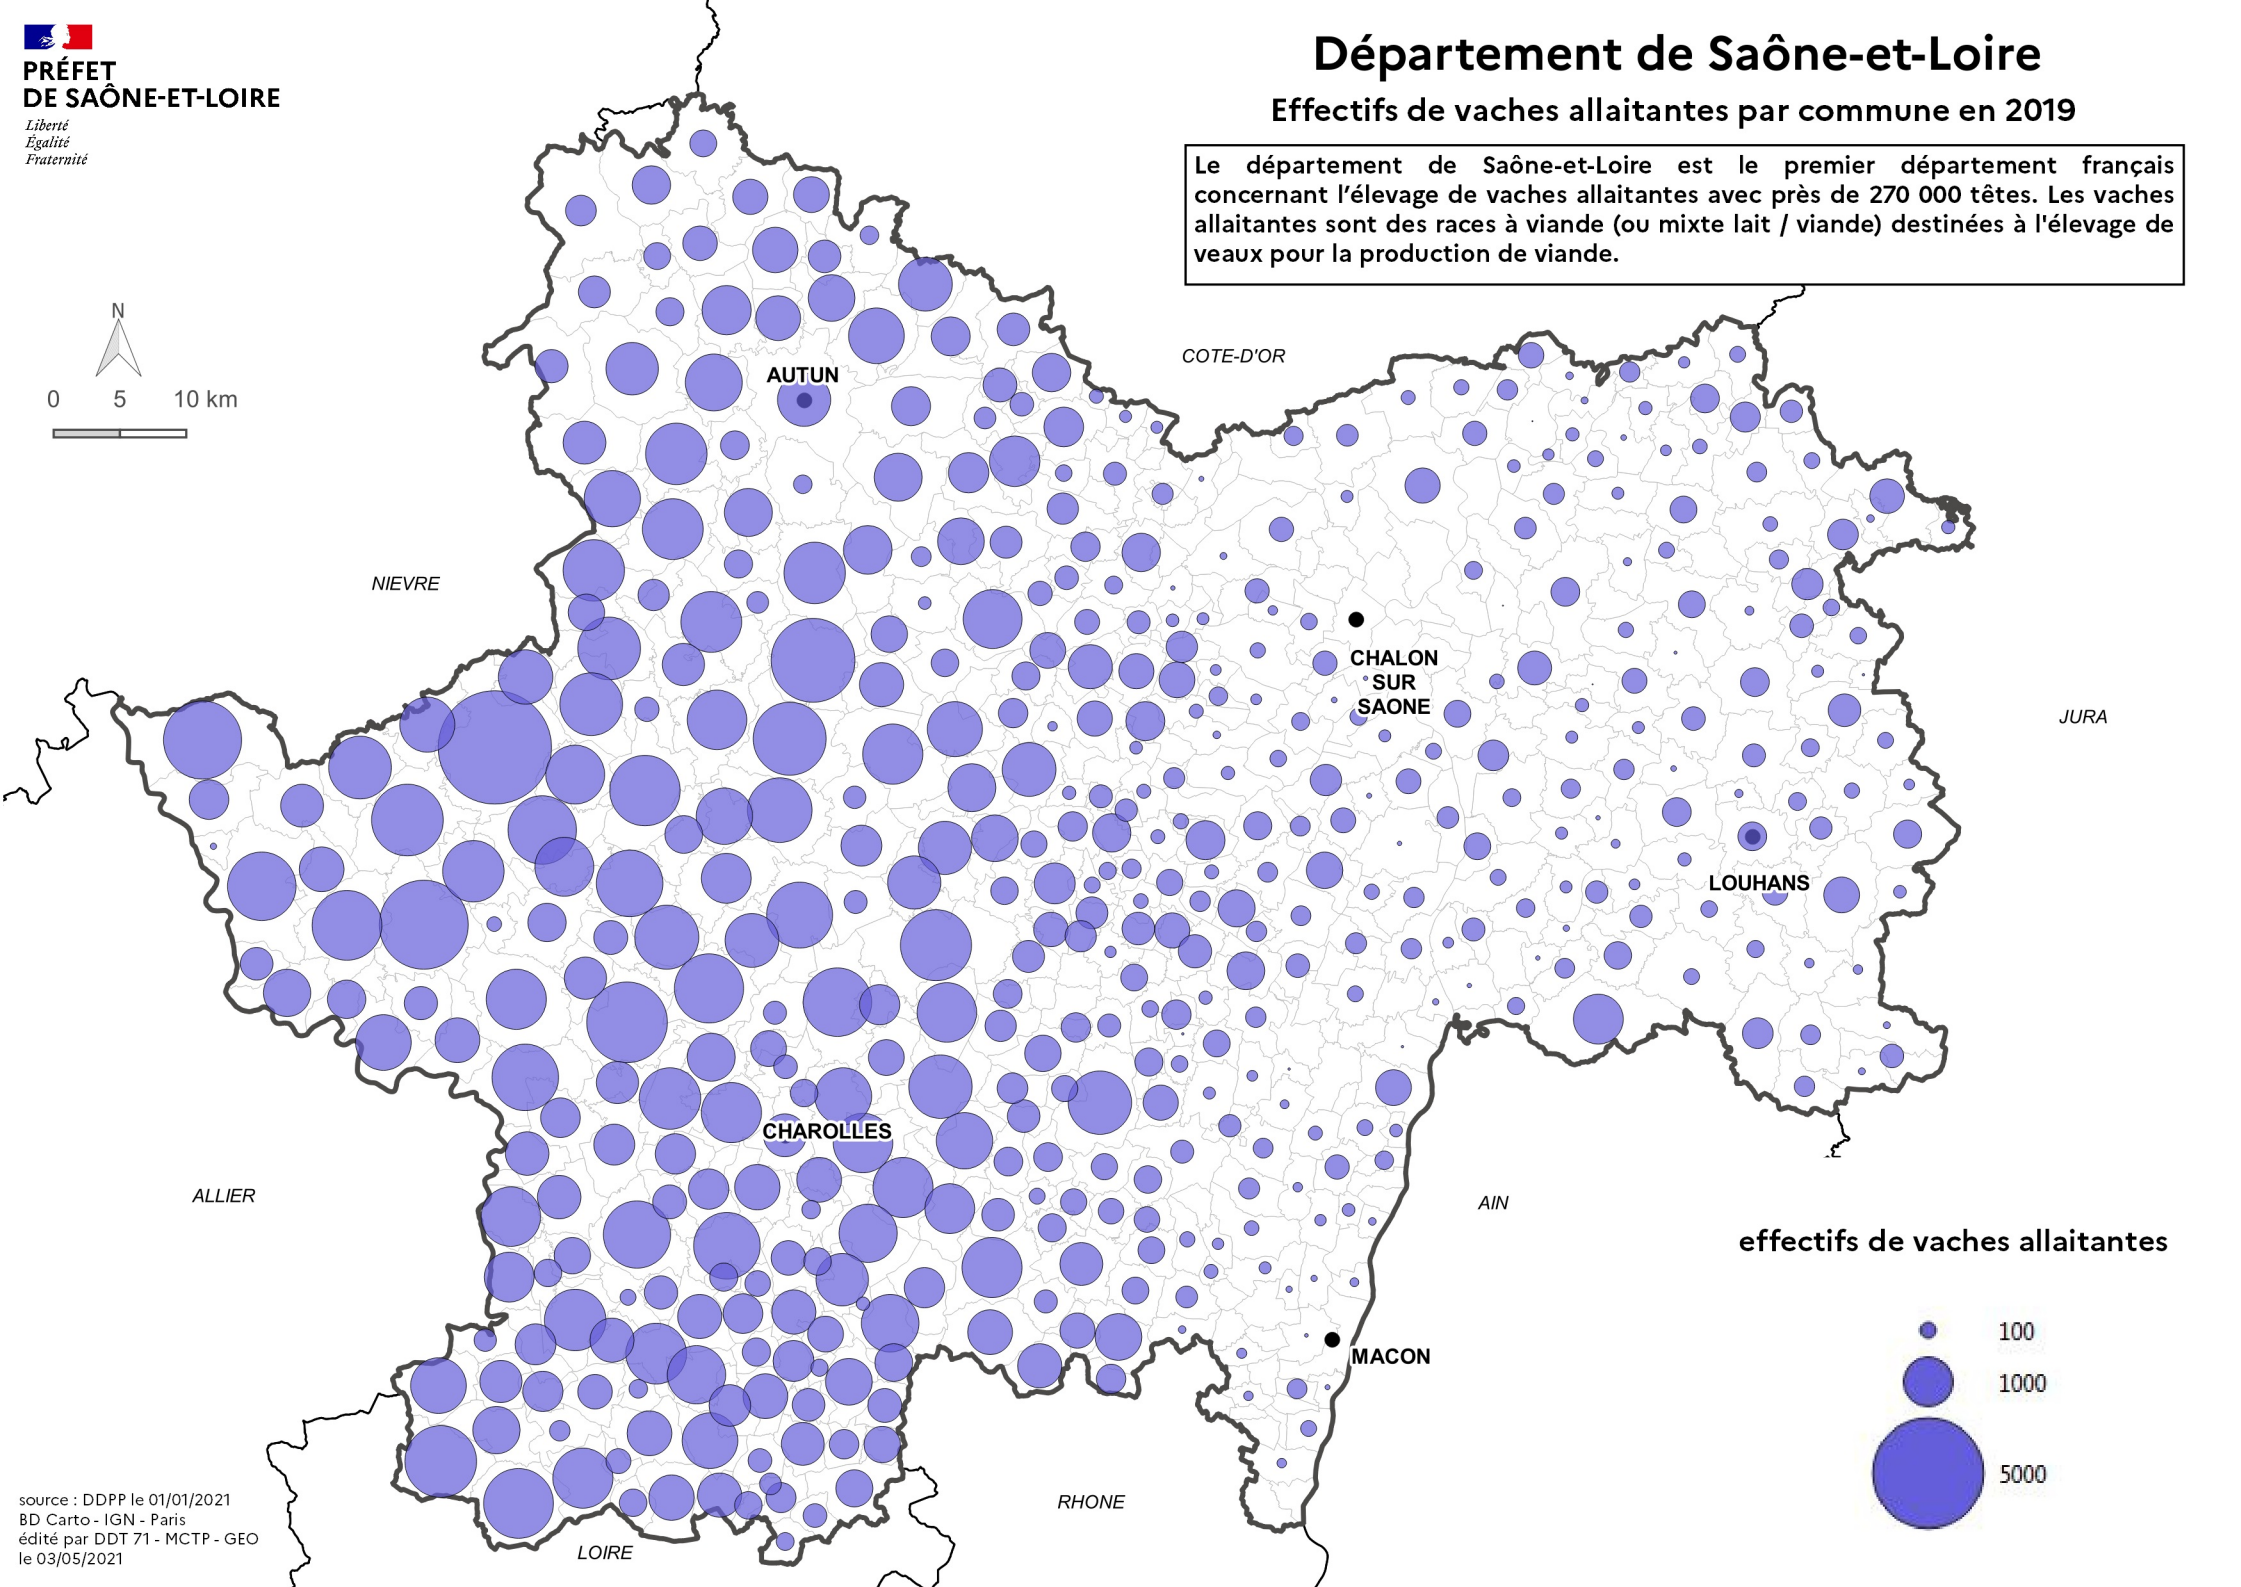 PRÉFET
DE SAÔNE-ET-LOIRE
Liberté
Égalité
Fraternité
Département de Saône-et-Loire
Effectifs de vaches allaitantes par commune en 2019
Le département de Saône-et-Loire est le premier département français
concernant l'élevage de vaches allaitantes avec près de 270 000 têtes. Les vaches
allaitantes sont des races à viande (ou mixte lait / viande) destinées à l'élevage de
veaux pour la production de viande.
N
0 5 10 km
COTE-D'OR
AUTUN
NIEVRE
CHALON
SUR
SAONE
JURA
LOUHANS
CHAROLLES
ALLIER
AIN
effectifs de vaches allaitantes
100
1000
5000
MACON
RHONE
LOIRE
source : DDPP le 01/01/2021
BD Carto - IGN - Paris
édité par DDT 71 - MCTP - GEO
le 03/05/2021